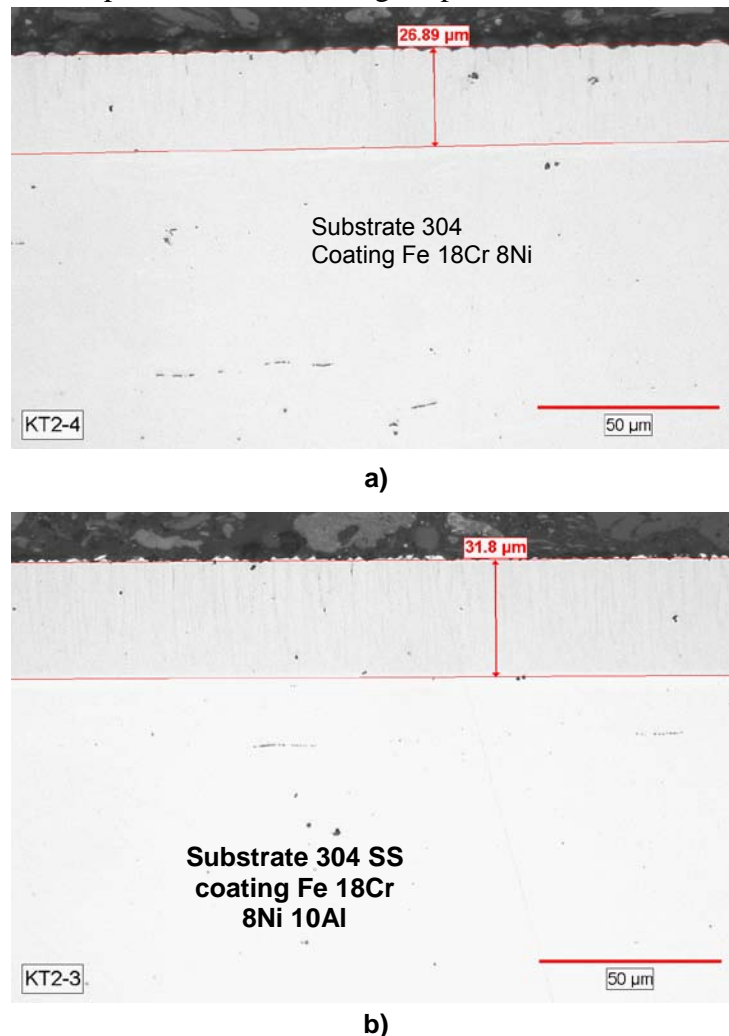 26.89 µm
Substrate 304
Coating Fe 18Cr 8Ni
KT2-4
50 µm
a)
31.8 µm
Substrate 304 SS
coating Fe 18Cr
8Ni 10Al
KT2-3
50 µm
b)